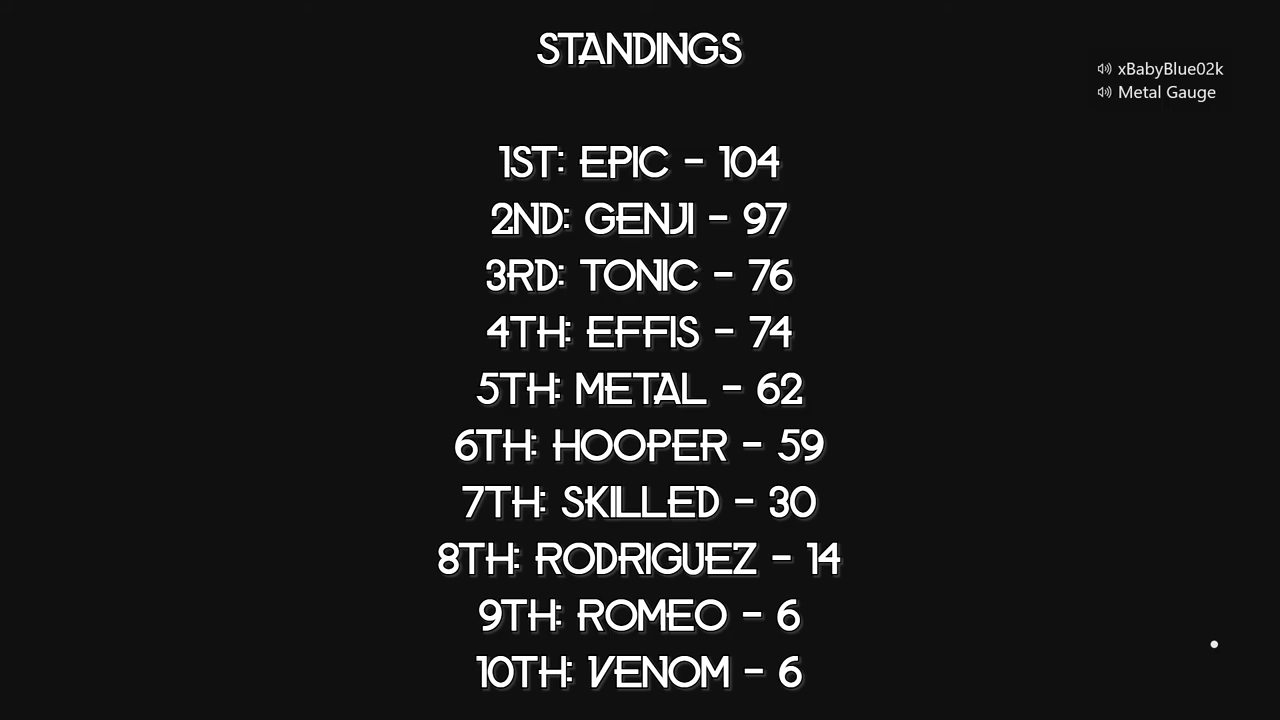 STANDINGS
xBabyBlue02k
Metal Gauge
1ST: EPIC - 104
2ND: GENJI - 97
3RD: TONIC - 76
4TH: EFFIS - 74
5TH: METAL - 62
6TH: HOOPER - 59
7TH: SKILLED - 30
8TH: RODRIGUEZ - 14
9TH: ROMEO - 6
10TH: VENOM - 6